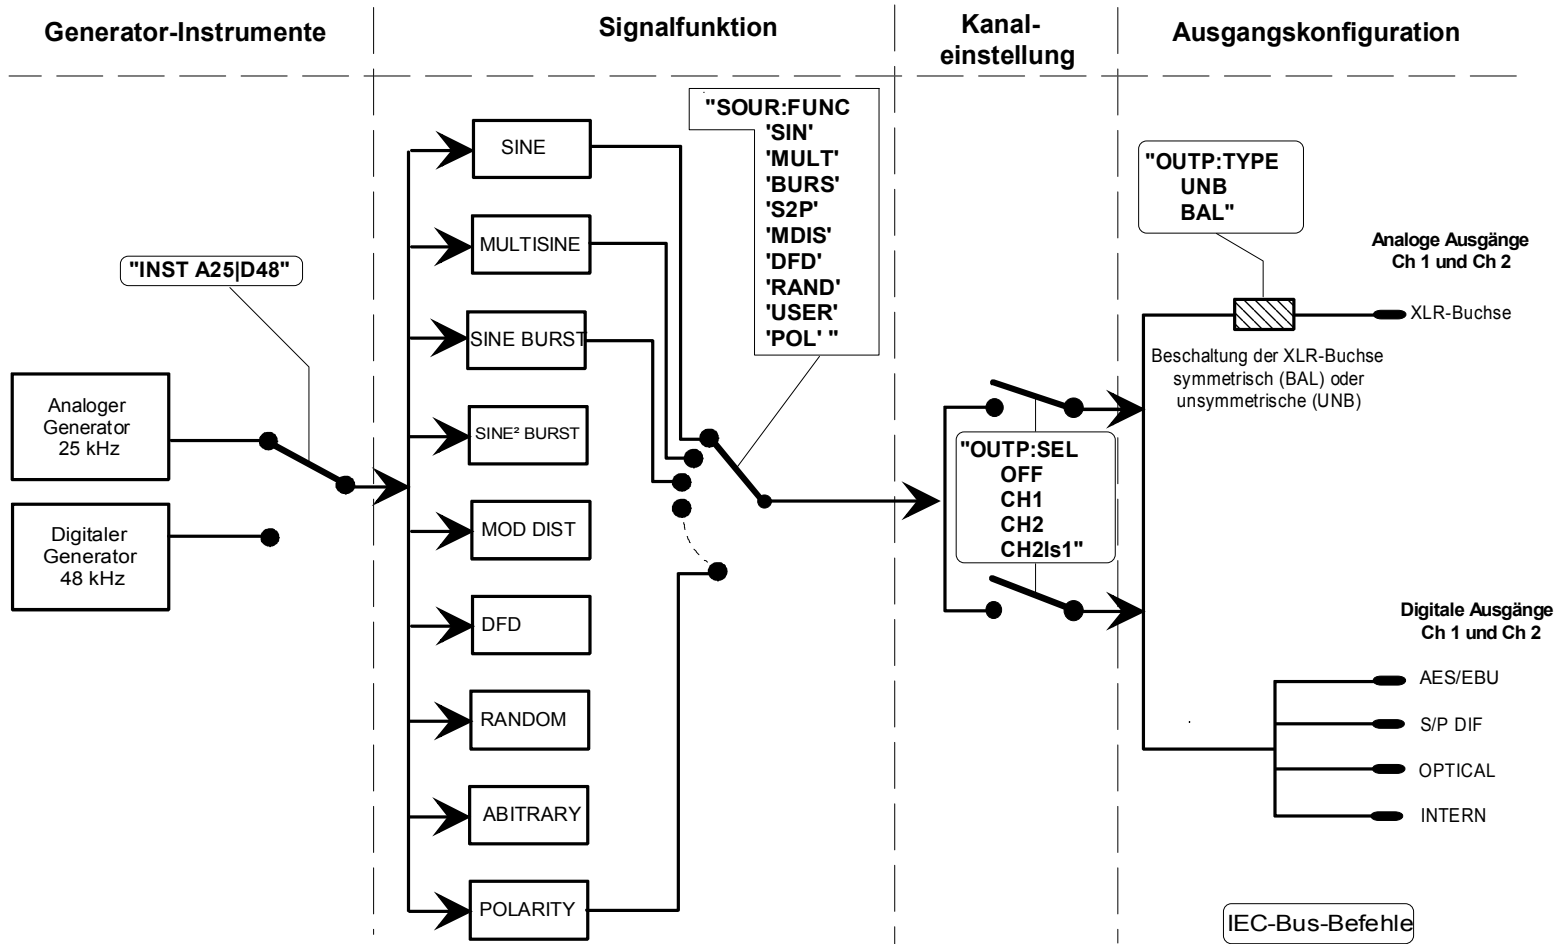 Generator-Instrumente
Signalfunktion
Kanal-
einstellung
Ausgangskonfiguration
"INST A25|D48"
Analoger
Generator
25 kHz
Digitaler
Generator
48 kHz
SINE
MULTISINE
SINE BURST
SINE² BURST
MOD DIST
DFD
RANDOM
ABITRARY
POLARITY
"SOUR:FUNC
'SIN'
'MULT'
'BURS'
'S2P'
'MDIS'
'DFD'
'RAND'
'USER'
'POL' "
"OUTP:SEL
OFF
CH1
CH2
CH2Is1"
"OUTP:TYPE
UNB
BAL"
Analoge Ausgänge
Ch 1 und Ch 2
XLR-Buchse
Beschaltung der XLR-Buchse
symmetrisch (BAL) oder
unsymmetrische (UNB)
Digitale Ausgänge
Ch 1 und Ch 2
AES/EBU
S/P DIF
OPTICAL
INTERN
IEC-Bus-Befehle